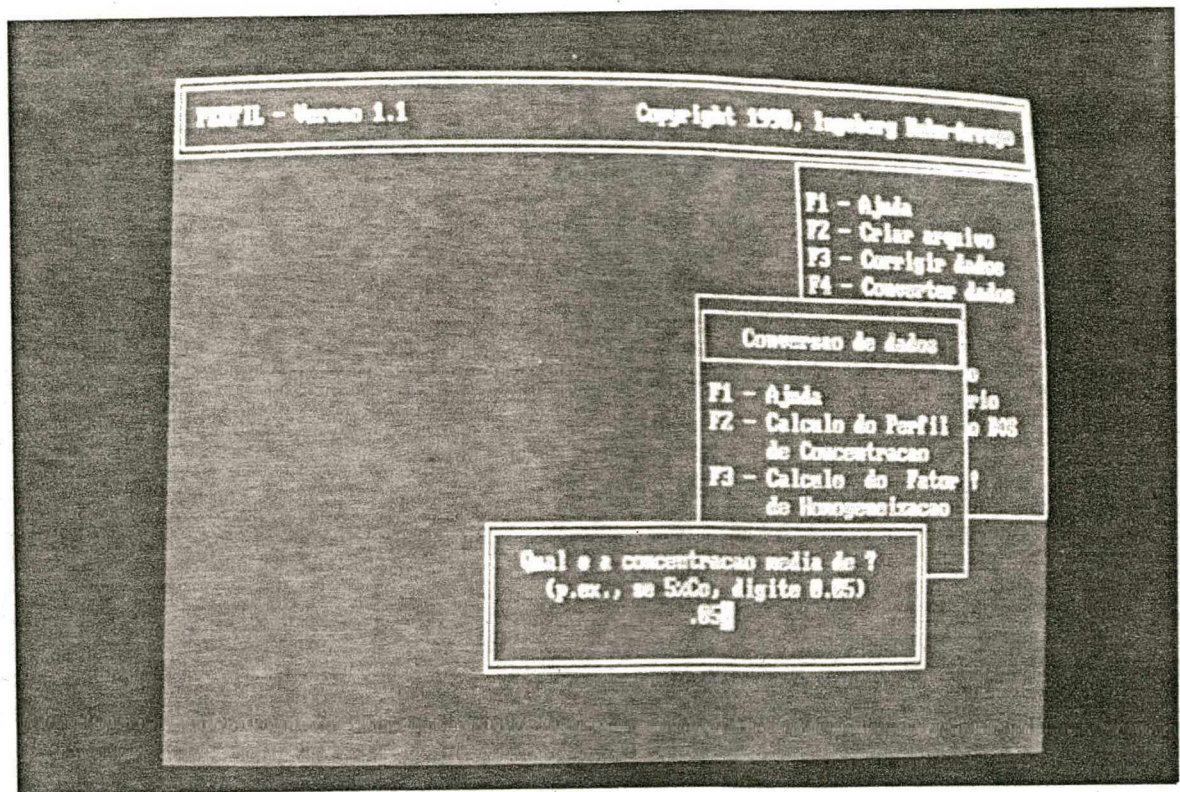 PERFIL - Versao 1.1
Copyright 1990, Ingeborg
F1 - Ajuda
F2 - Criar arquivo
F3 - Corrigir dados
F4 - Converter dados
o
rio
o DOS
?
Conversao de dados
F1 - Ajuda
F2 - Calculo do Perfil
de Concentracao
F3 - Calculo do Fator
de Homogeneizacao
Qual e a concentracao media de ?
(p.ex., se 5%Co, digite 0.05)
.05